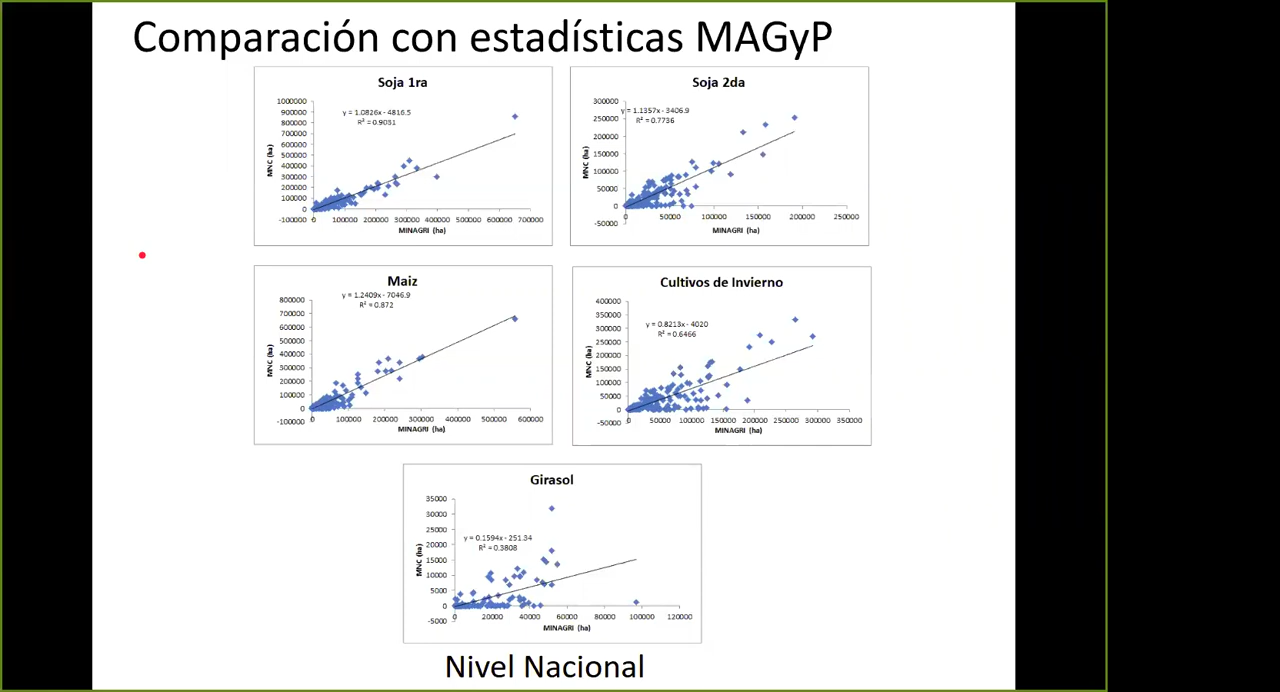 Comparación con estadísticas MAGyP
Soja 1ra
y = 1.0826x - 4816.5
R² = 0.9031
1000000
900000
800000
700000
600000
500000
400000
300000
200000
100000
0
-100000
0 100000 200000 300000 400000 500000 600000 700000
MNC (ha)
MINAGRI (ha)
Soja 2da
y = 1.1357x - 3406.9
R² = 0.7736
300000
250000
200000
150000
100000
50000
0
-50000
0 50000 100000 150000 200000 250000
MNC (ha)
MINAGRI (ha)
Maiz
y = 1.2409x - 7046.9
R² = 0.872
800000
700000
600000
500000
400000
300000
200000
100000
0
-100000
0 100000 200000 300000 400000 500000 600000
MNC (ha)
MINAGRI (ha)
Cultivos de Invierno
y = 0.8213x - 4020
R² = 0.6466
400000
350000
300000
250000
200000
150000
100000
50000
0
-50000
0 50000 100000 150000 200000 250000 300000 350000
MNC (ha)
MINAGRI (ha)
Girasol
y = 0.1594x - 251.34
R² = 0.3808
35000
30000
25000
20000
15000
10000
5000
0
-5000
0 20000 40000 60000 80000 100000 120000
MNC (ha)
MINAGRI (ha)
Nivel Nacional